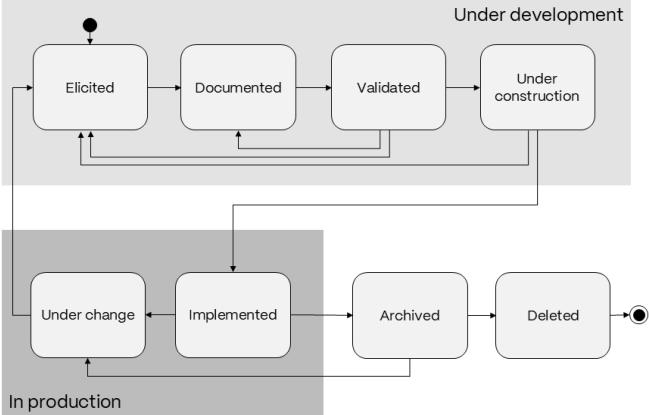 Under development
Elicited
Documented
Validated
Under
construction
Under change
Implemented
Archived
Deleted
In production